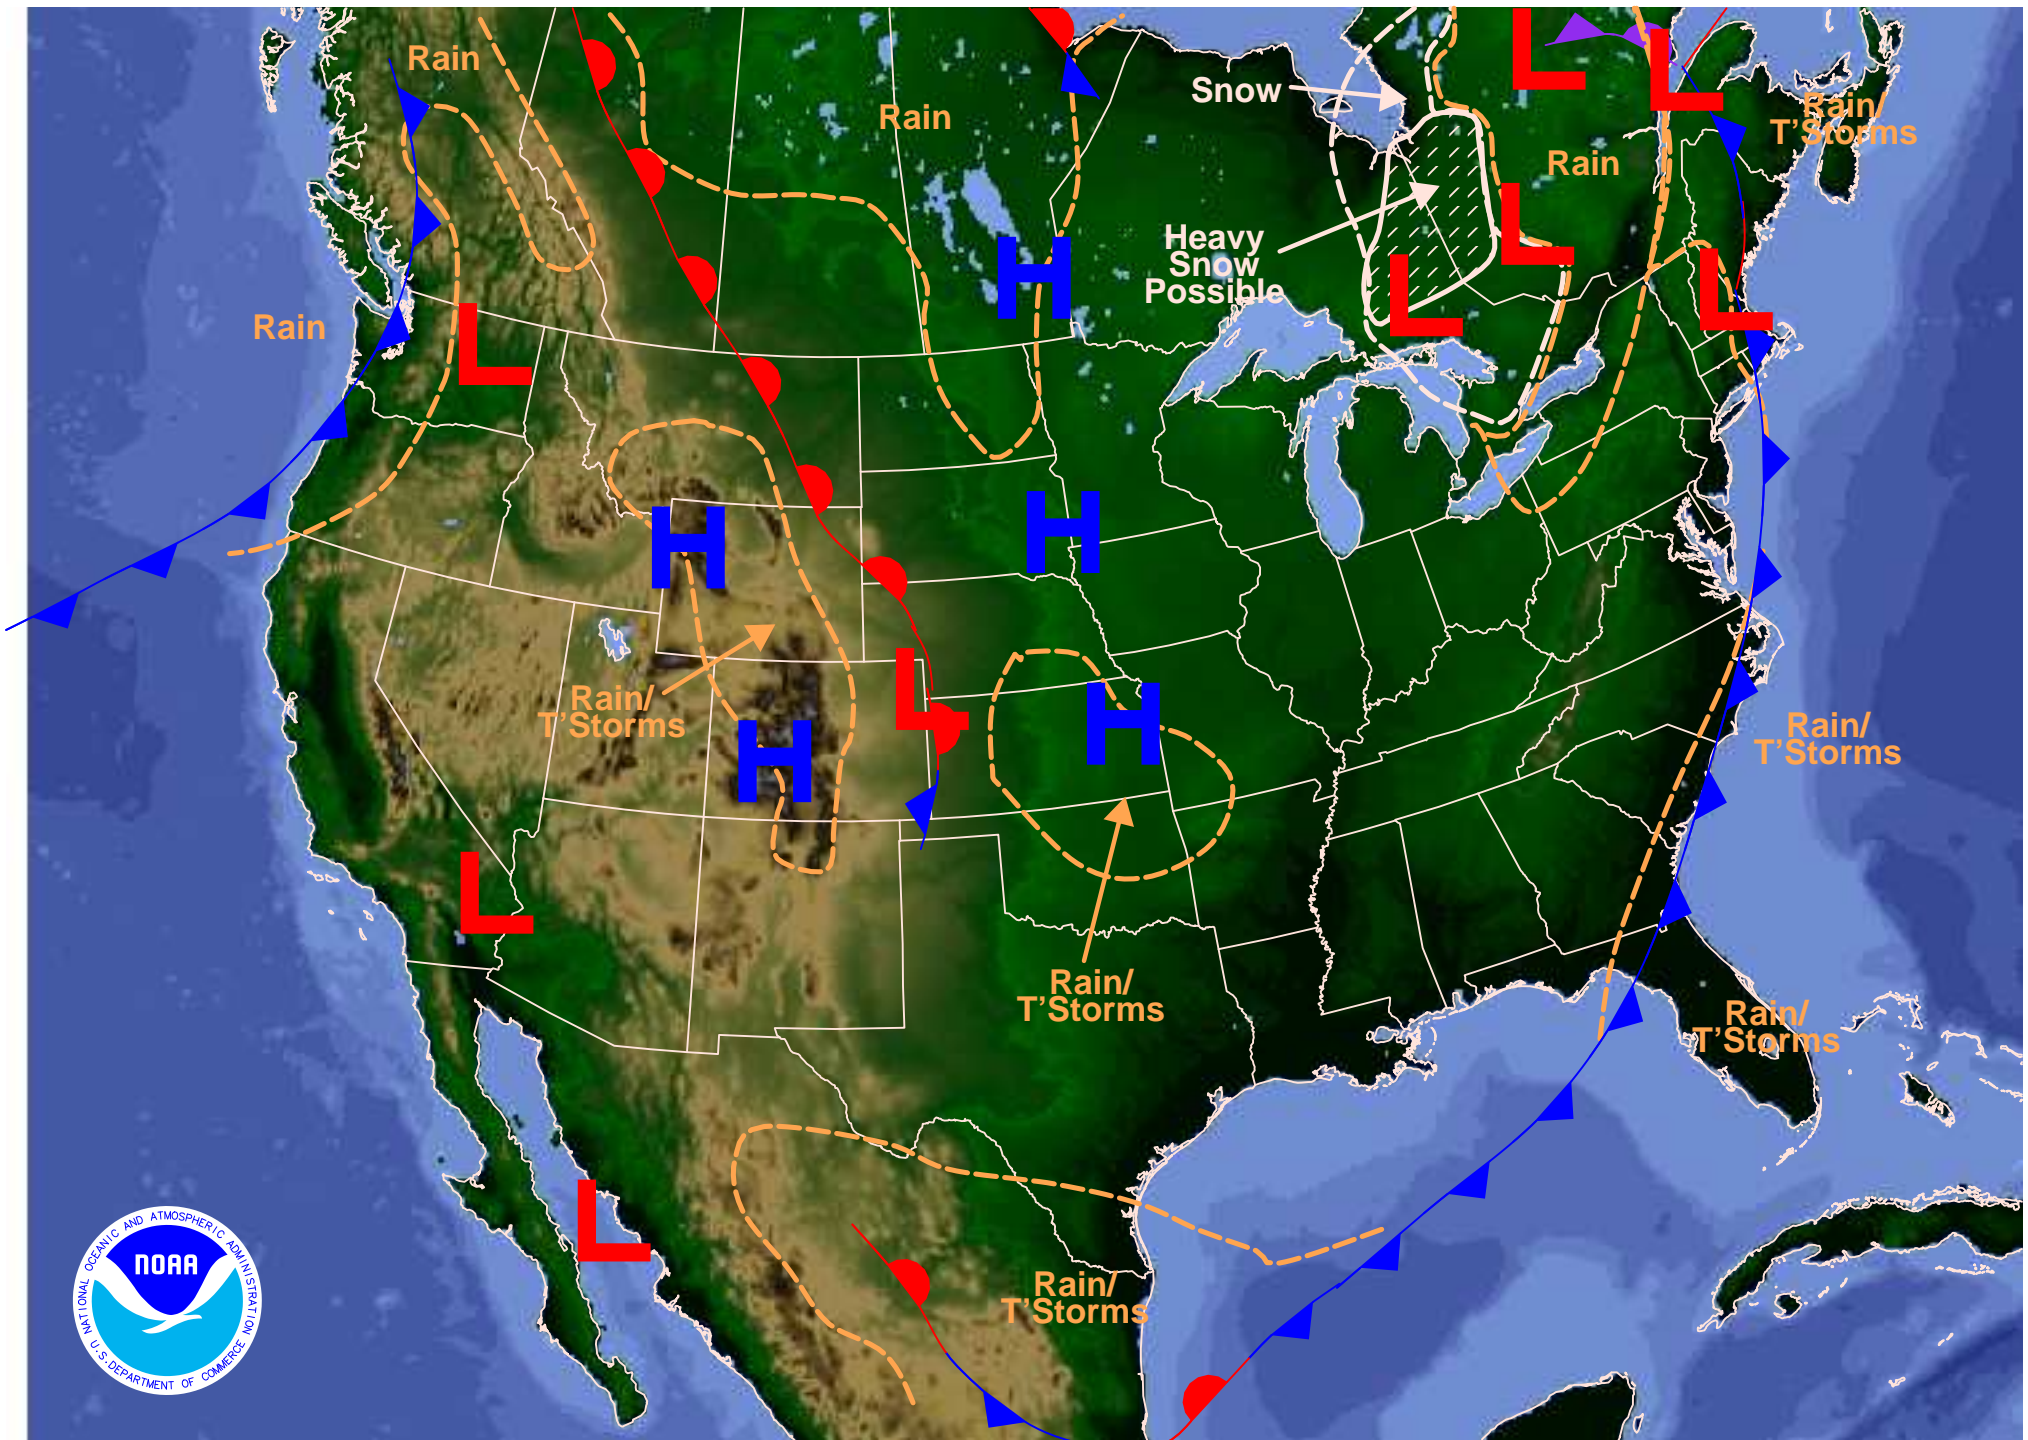 Rain
Rain
Snow
Rain/
T'Storms
Rain
Heavy
Snow
Possible
H
Rain
L
L
L
L
L
L
H
H
H
H
L
Rain/
T'Storms
Rain/
T'Storms
L
Rain/
T'Storms
Rain/
T'Storms
L
Rain/
T'Storms
NATIONAL OCEANIC AND ATMOSPHERIC ADMINISTRATION
NOAA
U.S. DEPARTMENT OF COMMERCE